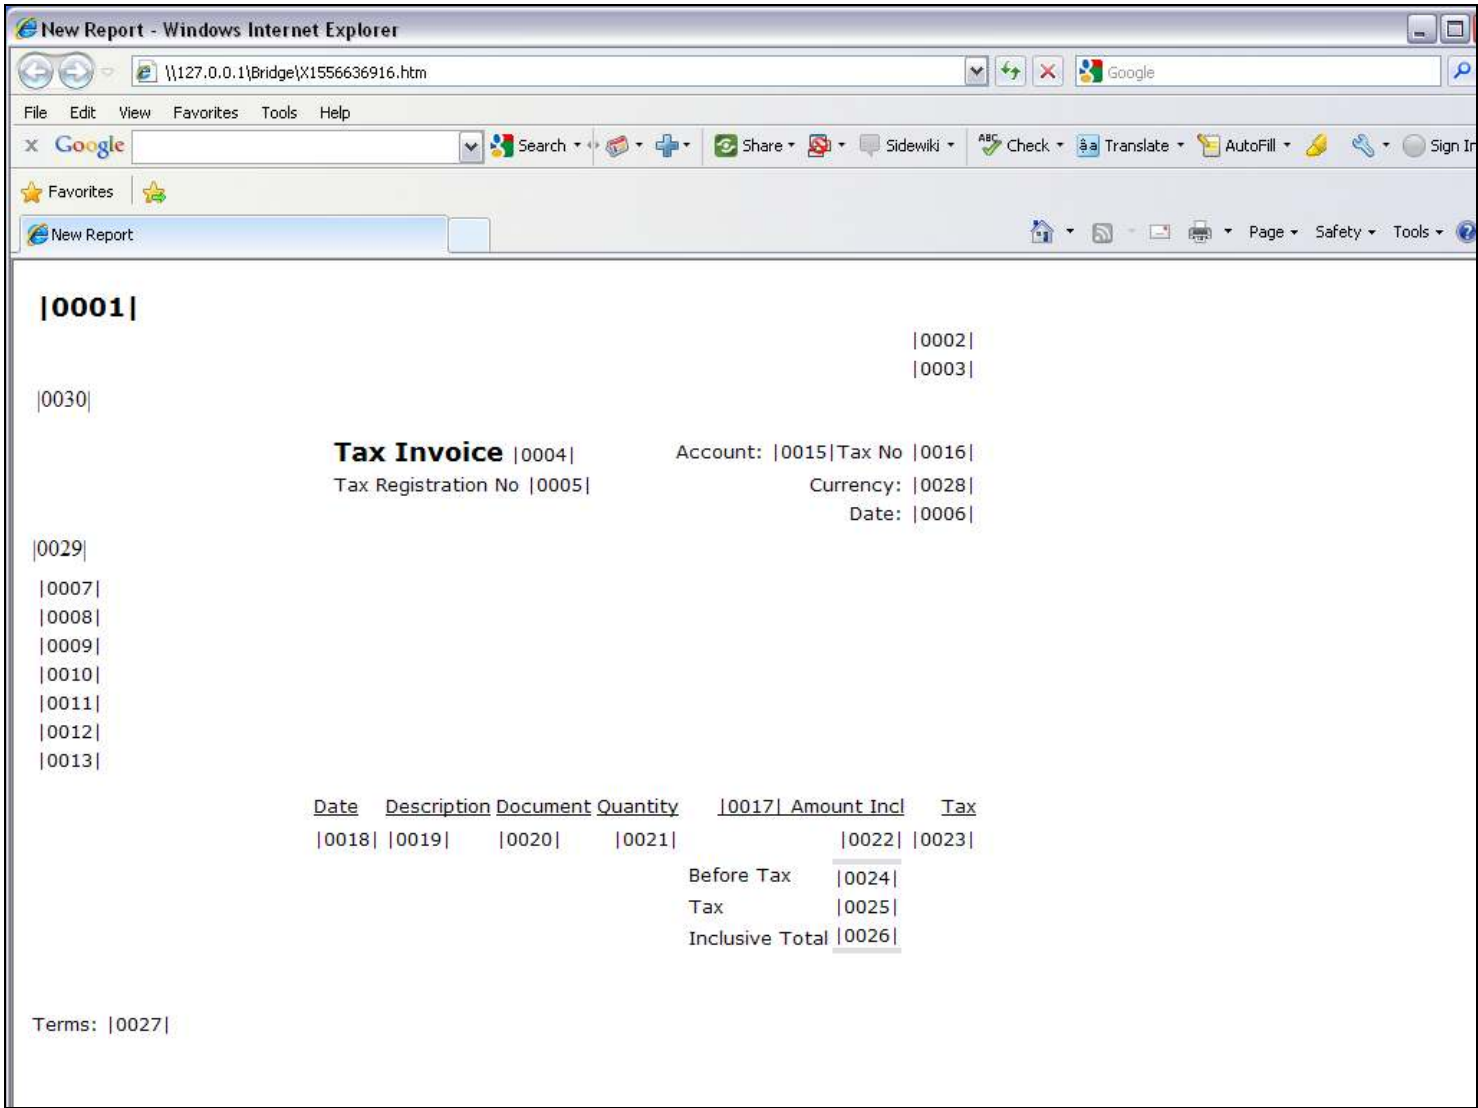 New Report - Windows Internet Explorer
\\127.0.0.1\Bridge\X1556636916.htm
Google
File Edit View Favorites Tools Help
x Google Search Share Sidewiki ABC Check äa Translate AutoFill Sign In
Favorites
New Report Page Safety Tools
|0001|
|0002|
|0003|
|0030|
Tax Invoice |0004| Account: |0015|Tax No |0016|
Tax Registration No |0005| Currency: |0028|
Date: |0006|
|0029|
|0007|
|0008|
|0009|
|0010|
|0011|
|0012|
|0013|
Date Description Document Quantity |0017| Amount Incl Tax
|0018| |0019| |0020| |0021| |0022| |0023|
Before Tax |0024|
Tax |0025|
Inclusive Total |0026|
Terms: |0027|